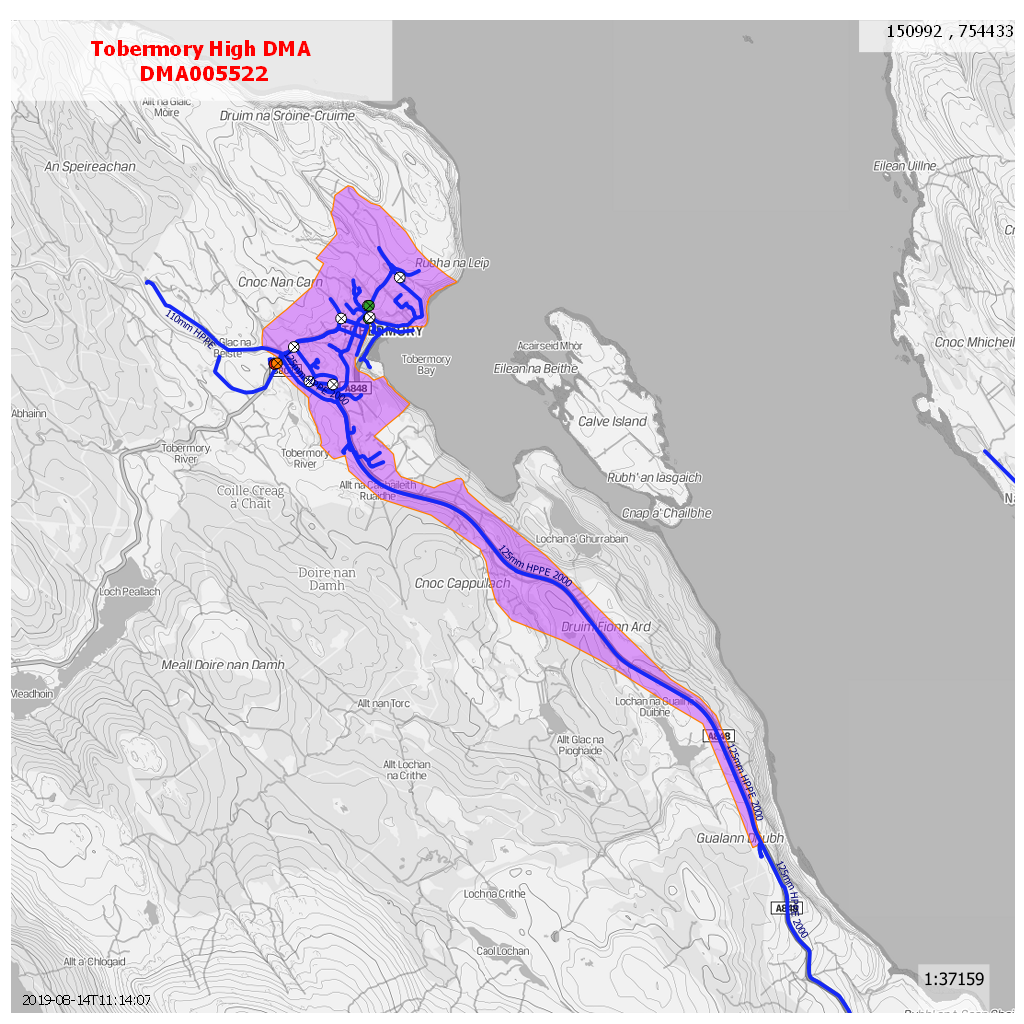 Tobermory High DMA
DMA005522
150992 , 754433
Allt na Glaic
Moire
Druim na Sròine-Cruime
An Speireachan
Eilean Uillne
Rubha na Leip
Cnoc Nan Carn
110mm HPPE
Glac na
Beiste
TOBERMORY
Tobermory
Bay
Acairseid Mhòr
Eilean na Beithe
Cnoc Mhicheil
A848
Calve Island
Abhainn
Tobermory
River
Tobermory
River
Allt na Cachaileith
Ruaidhe
Coille Creag
a' Chait
Rubh' an Iasgaich
Cnap a' Chailbhe
Lochan a' Ghurrabain
125mm HPPE 2000
Doire nan
Damh
Cnoc Cappulach
Loch Peallach
Druim Fionn Ard
Meall Doire nan Damh
Meadhoin
Allt nan Torc
Lochan na Guailne
Duibhe
A848
Allt Glac na
Pioghaide
Allt Lochan
na Crithe
125mm HPPE 2000
Gualann Dhubh
125mm HPPE 2000
Lochna Crithe
A848
Caol Lochan
Allt a' Chlogaid
1:37159
2019-08-14T11:14:07